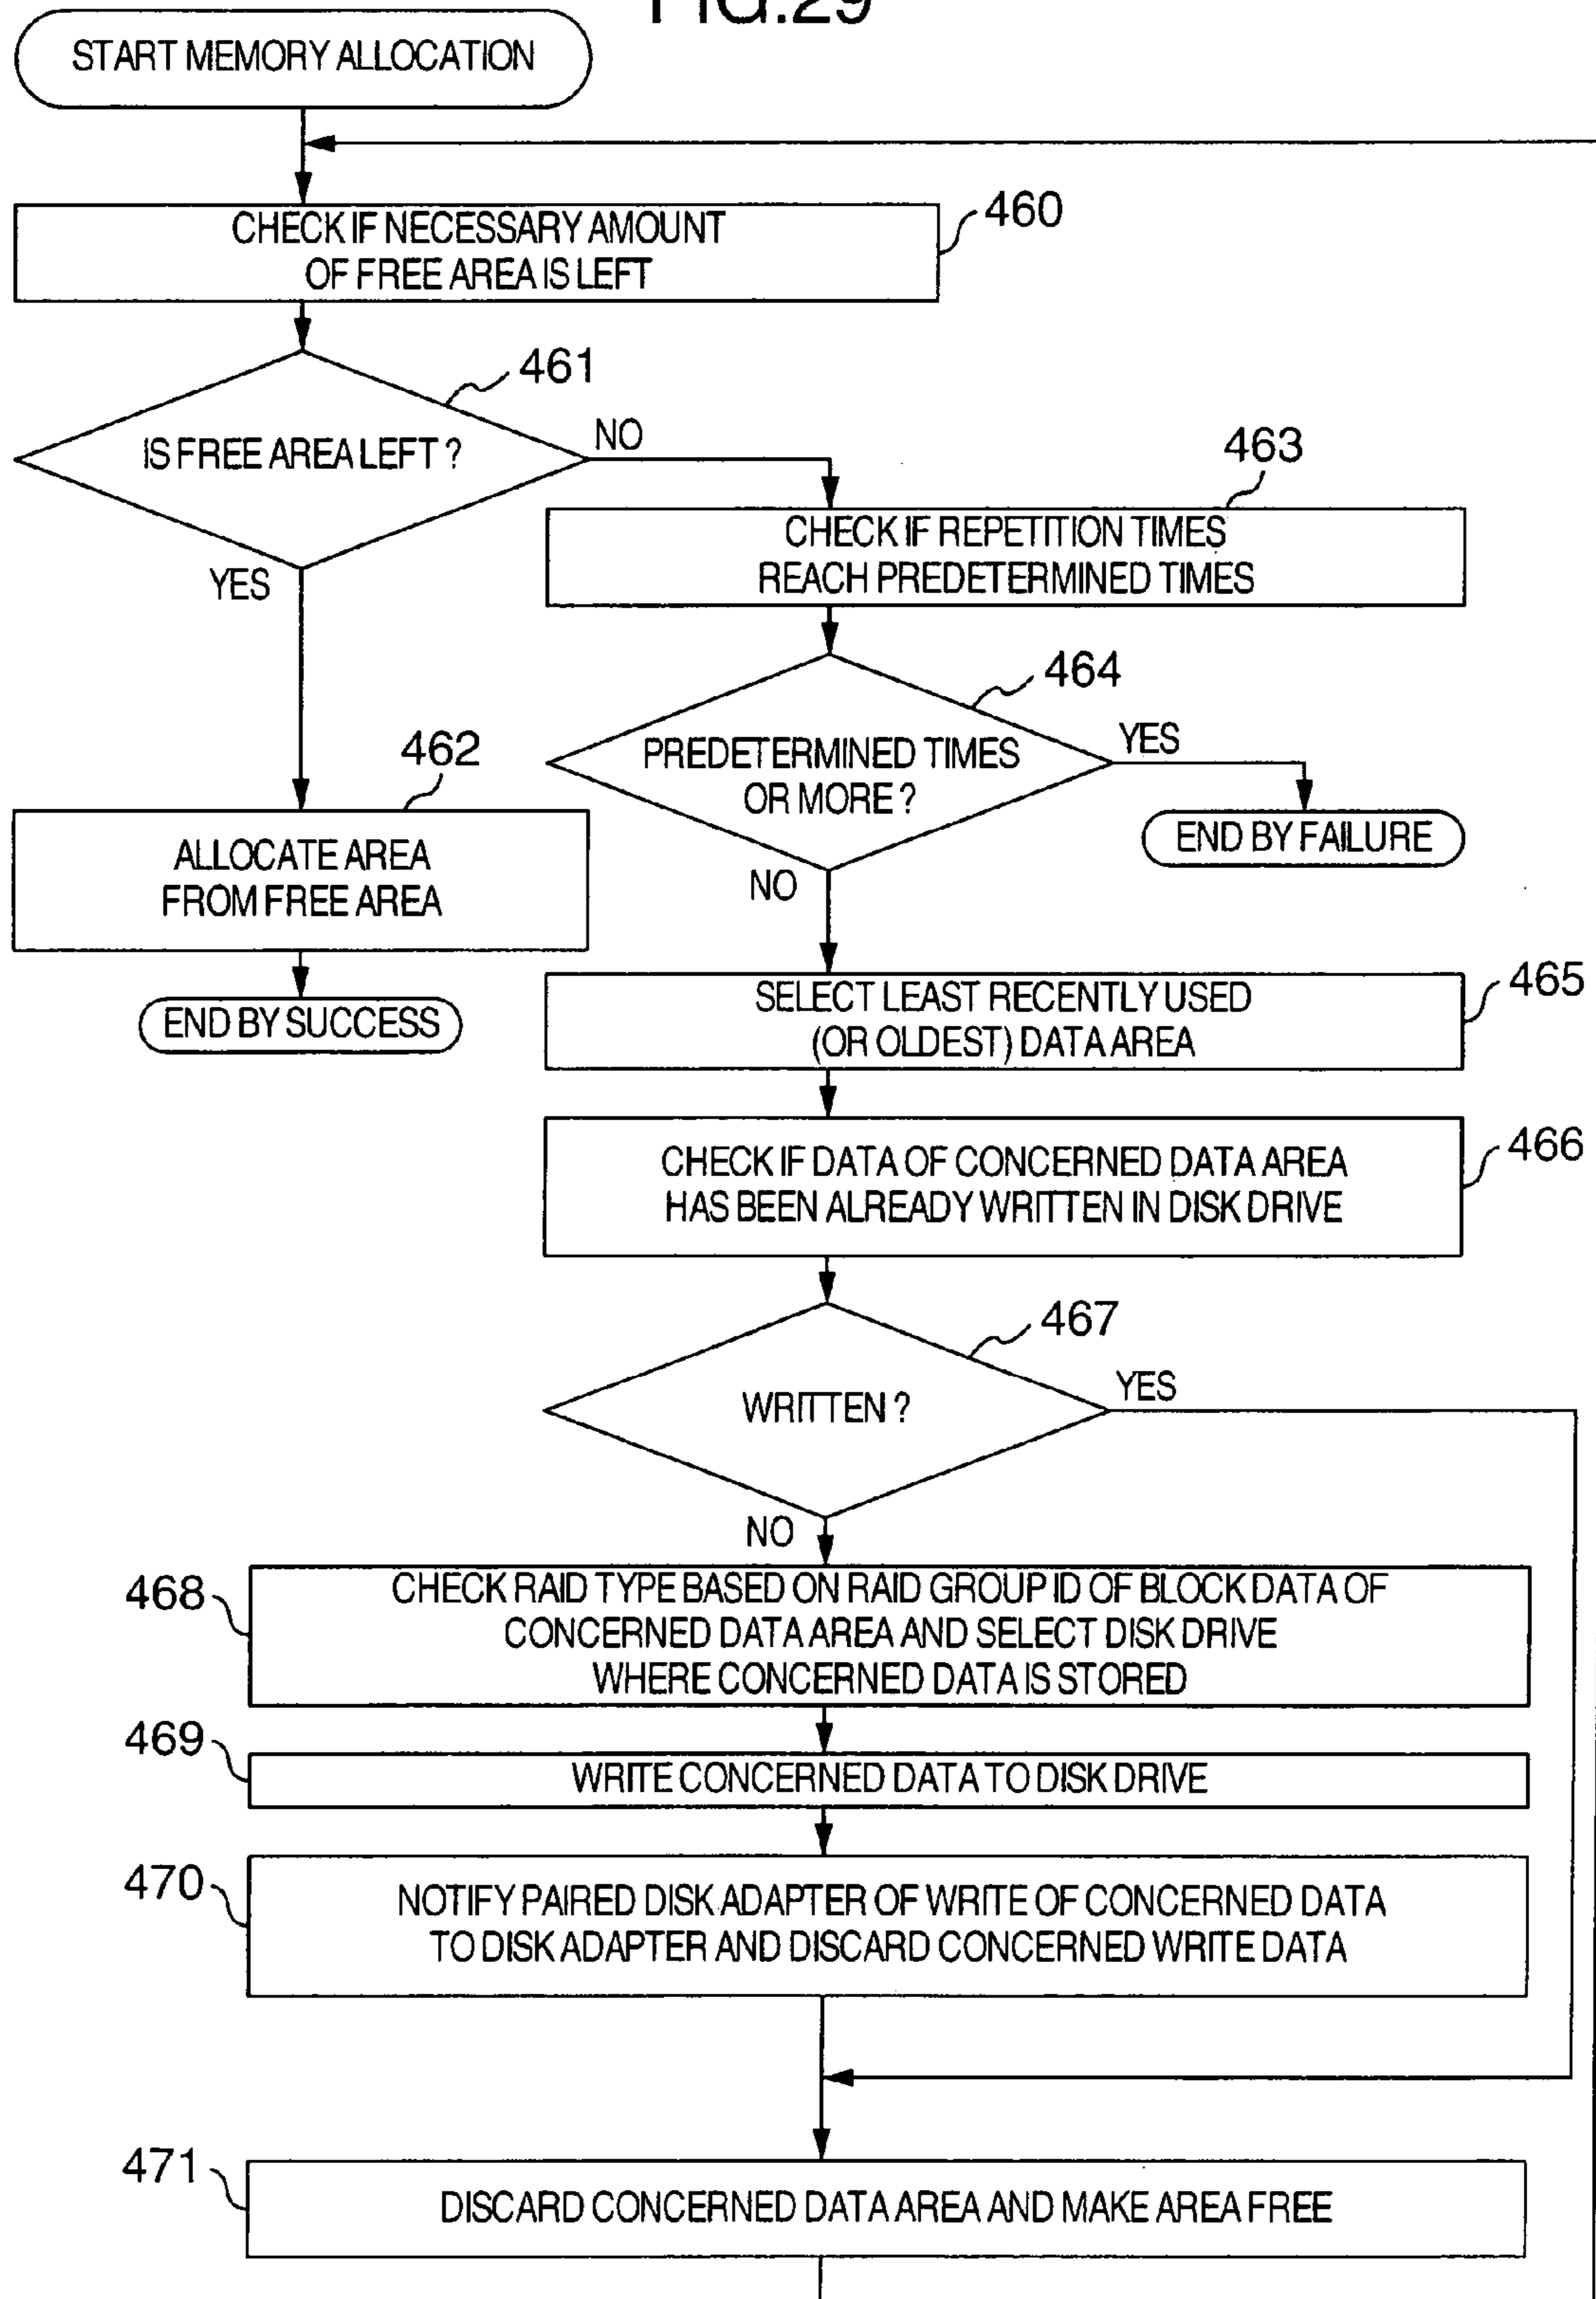 FIG.29
START MEMORY ALLOCATION
CHECK IF NECESSARY AMOUNT
OF FREE AREA IS LEFT
460
IS FREE AREA LEFT ?
461
NO
YES
463
CHECK IF REPETITION TIMES
REACH PREDETERMINED TIMES
464
PREDETERMINED TIMES
OR MORE ?
YES
NO
END BY FAILURE
462
ALLOCATE AREA
FROM FREE AREA
END BY SUCCESS
SELECT LEAST RECENTLY USED
(OR OLDEST) DATA AREA
465
CHECK IF DATA OF CONCERNED DATA AREA
HAS BEEN ALREADY WRITTEN IN DISK DRIVE
466
467
WRITTEN ?
YES
NO
468
CHECK RAID TYPE BASED ON RAID GROUP ID OF BLOCK DATA OF
CONCERNED DATA AREA AND SELECT DISK DRIVE
WHERE CONCERNED DATA IS STORED
469
WRITE CONCERNED DATA TO DISK DRIVE
470
NOTIFY PAIRED DISK ADAPTER OF WRITE OF CONCERNED DATA
TO DISK ADAPTER AND DISCARD CONCERNED WRITE DATA
471
DISCARD CONCERNED DATA AREA AND MAKE AREA FREE